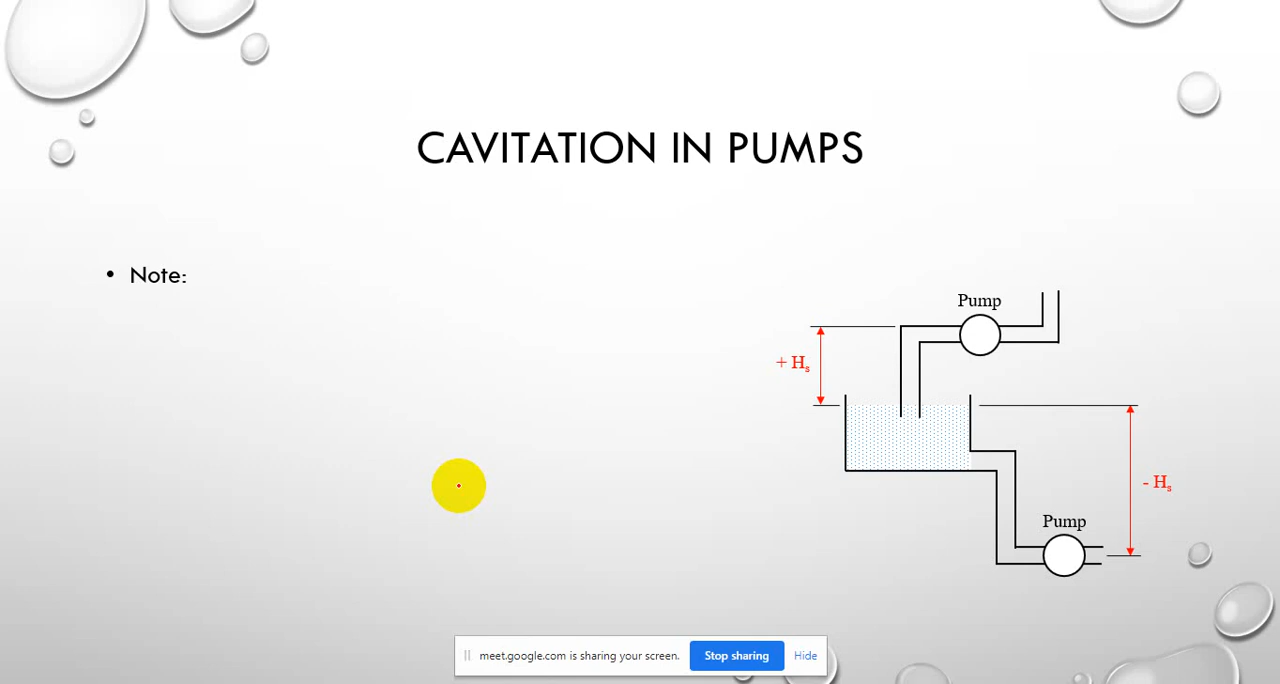 CAVITATION IN PUMPS
• Note:
Pump
+ Hs
- Hs
Pump
meet.google.com is sharing your screen.
Stop sharing
Hide